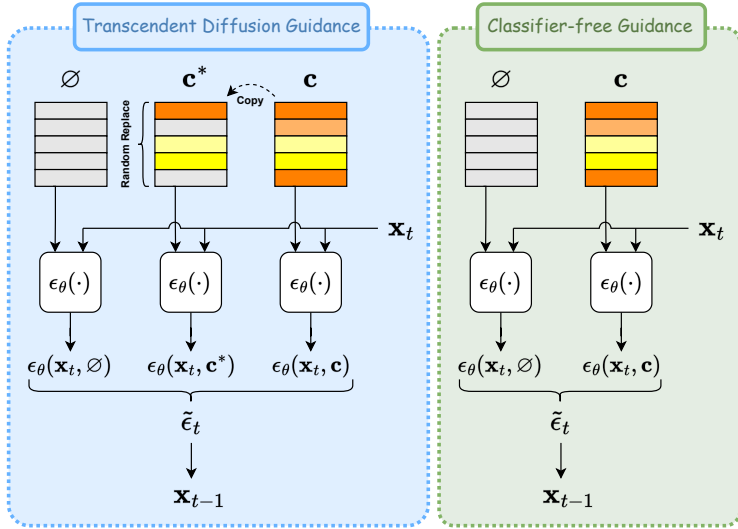 Transcendent Diffusion Guidance
∅ c* c
Copy
Random Replace
x_t
ϵ_θ(·) ϵ_θ(·) ϵ_θ(·)
ϵ_θ(x_t, ∅) ϵ_θ(x_t, c*) ϵ_θ(x_t, c)
ϵ̃_t
x_{t−1}
Classifier-free Guidance
∅ c
x_t
ϵ_θ(·) ϵ_θ(·)
ϵ_θ(x_t, ∅) ϵ_θ(x_t, c)
ϵ̃_t
x_{t−1}